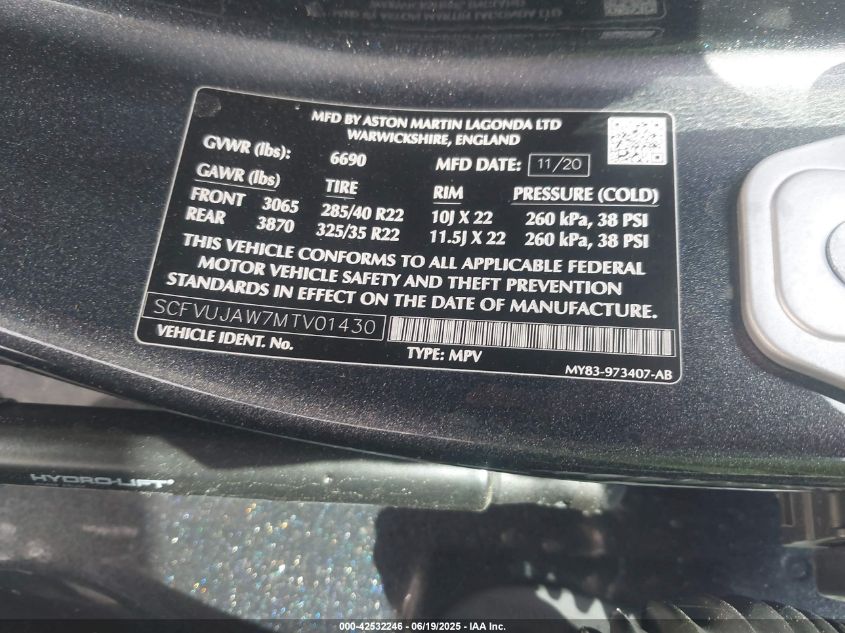 MFD BY ASTON MARTIN LAGONDA LTD
WARWICKSHIRE, ENGLAND
GVWR (lbs): 6690 MFD DATE: 11/20
GAWR (lbs) TIRE RIM PRESSURE (COLD)
FRONT 3065 285/40 R22 10J X 22 260 kPa, 38 PSI
REAR 3870 325/35 R22 11.5J X 22 260 kPa, 38 PSI
THIS VEHICLE CONFORMS TO ALL APPLICABLE FEDERAL
MOTOR VEHICLE SAFETY AND THEFT PREVENTION
STANDARDS IN EFFECT ON THE DATE OF MANUFACTURE.
SCFVUJAW7MTV01430
VEHICLE IDENT. No. TYPE: MPV
MY83-973407-AB
HYDRO-LIFT
000-42532246 - 06/19/2025 - © IAA Inc.